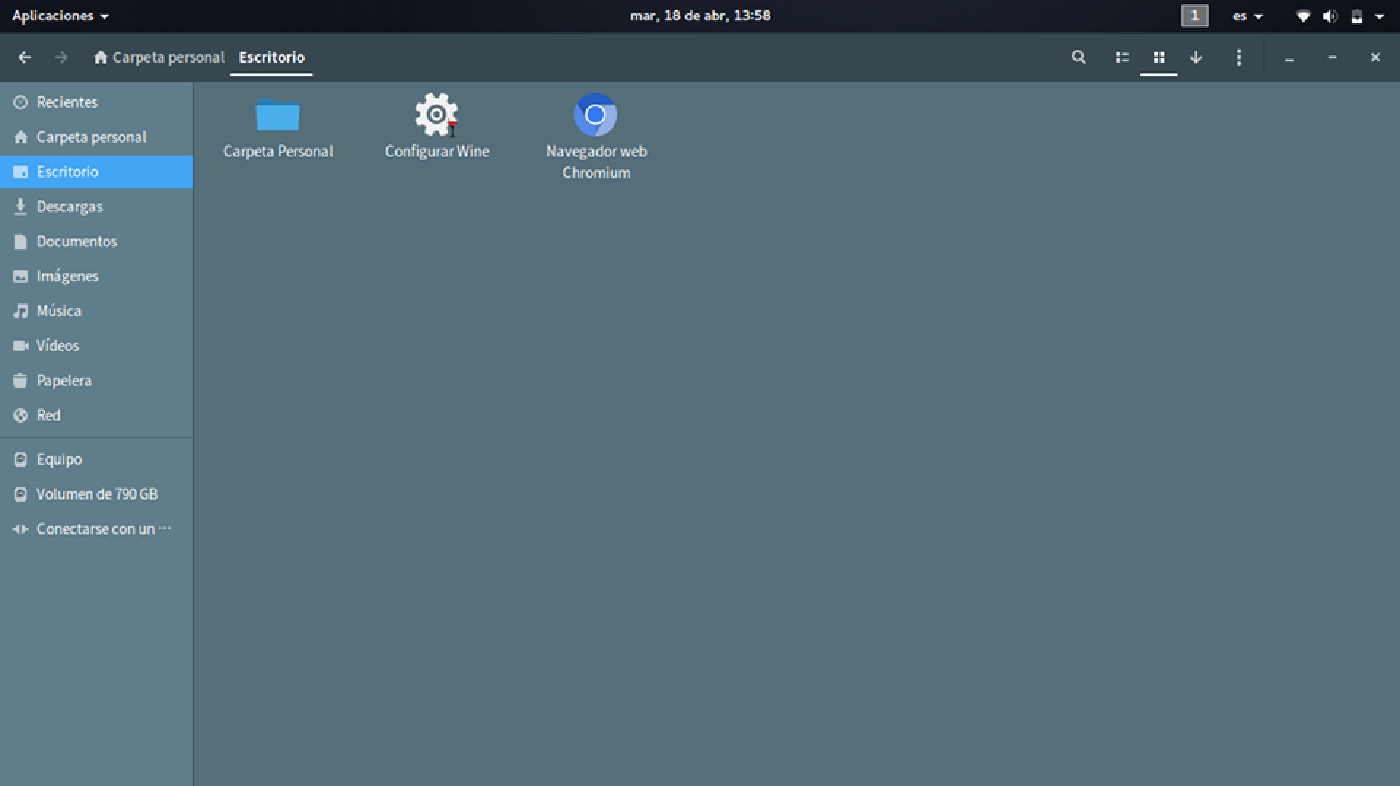 Aplicaciones
mar, 18 de abr, 13:58
1
es
Carpeta personal
Escritorio
Recientes
Carpeta personal
Escritorio
Descargas
Documentos
Imágenes
Música
Vídeos
Papelera
Red
Equipo
Volumen de 790 GB
Conectarse con un ···
Carpeta Personal
Configurar Wine
Navegador web
Chromium